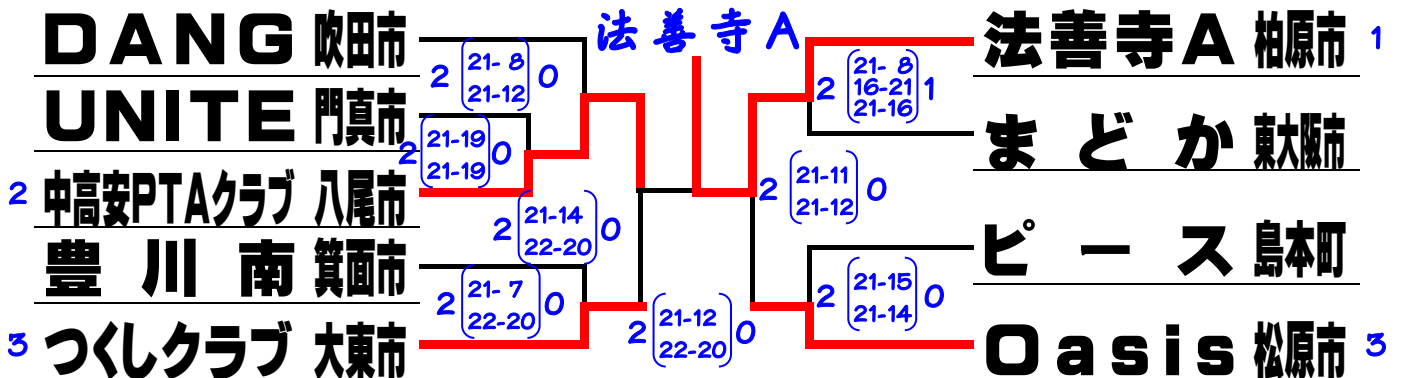 DANG 吹田市
UNITE 門真市
2 中高安PTAクラブ 八尾市
豊川南 箕面市
3 つくしクラブ 大東市
2 21- 8 0
21-12
2 21-19 0
21-19
2 21-14 0
22-20
2 21- 7 0
22-20
法善寺A
2 21-12 0
22-20
2 21- 8 1
16-21
21-16
2 21-11 0
21-12
2 21-15 0
21-14
法善寺A 柏原市 1
まどか 東大阪市
ピース 島本町
Oasis 松原市 3